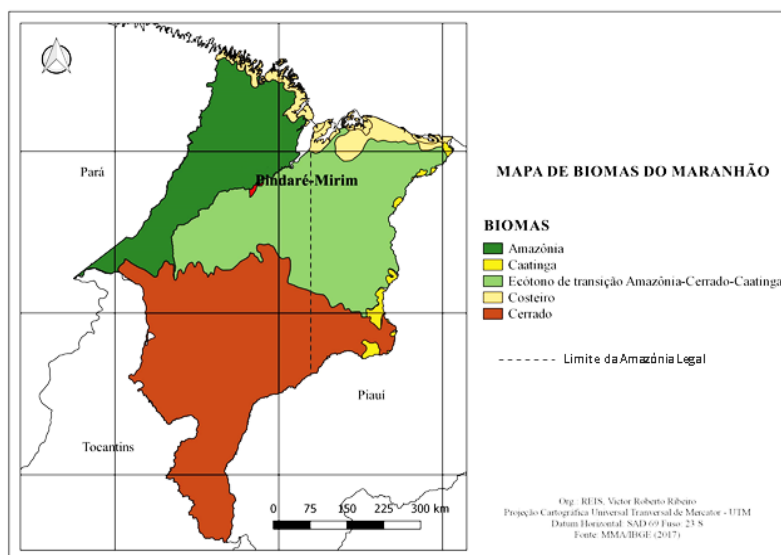 MAPA DE BIOMAS DO MARANHÃO
BIOMAS
Amazônia
Caatinga
Ecótono de transição Amazônia-Cerrado-Caatinga
Costeiro
Cerrado
Limite da Amazônia Legal
Pará
Pindaré-Mirim
Piauí
Tocantins
0 75 150 225 300 km
Org.: REIS, Victor Roberto Ribeiro
Projeção Cartográfica Universal Tranversal de Mercator - UTM
Datum Horizontal: SAD 69 Fuso: 23 S
Fonte: MMA/IBGE (2017)